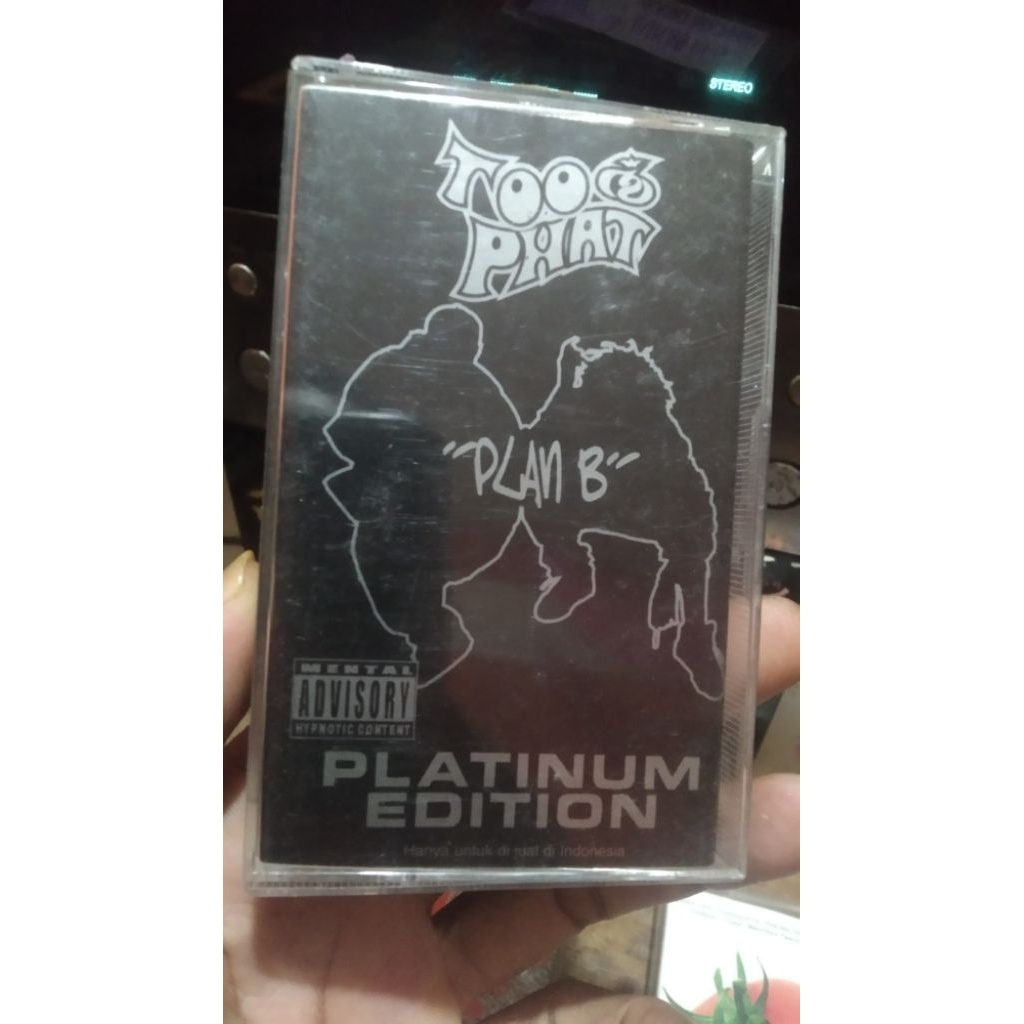 STEREO
TOO
PHAT
"PLAN B"
MENTAL
ADVISORY
HYPNOTIC CONTENT
PLATINUM
EDITION
Hanya untuk di jual di Indonesia